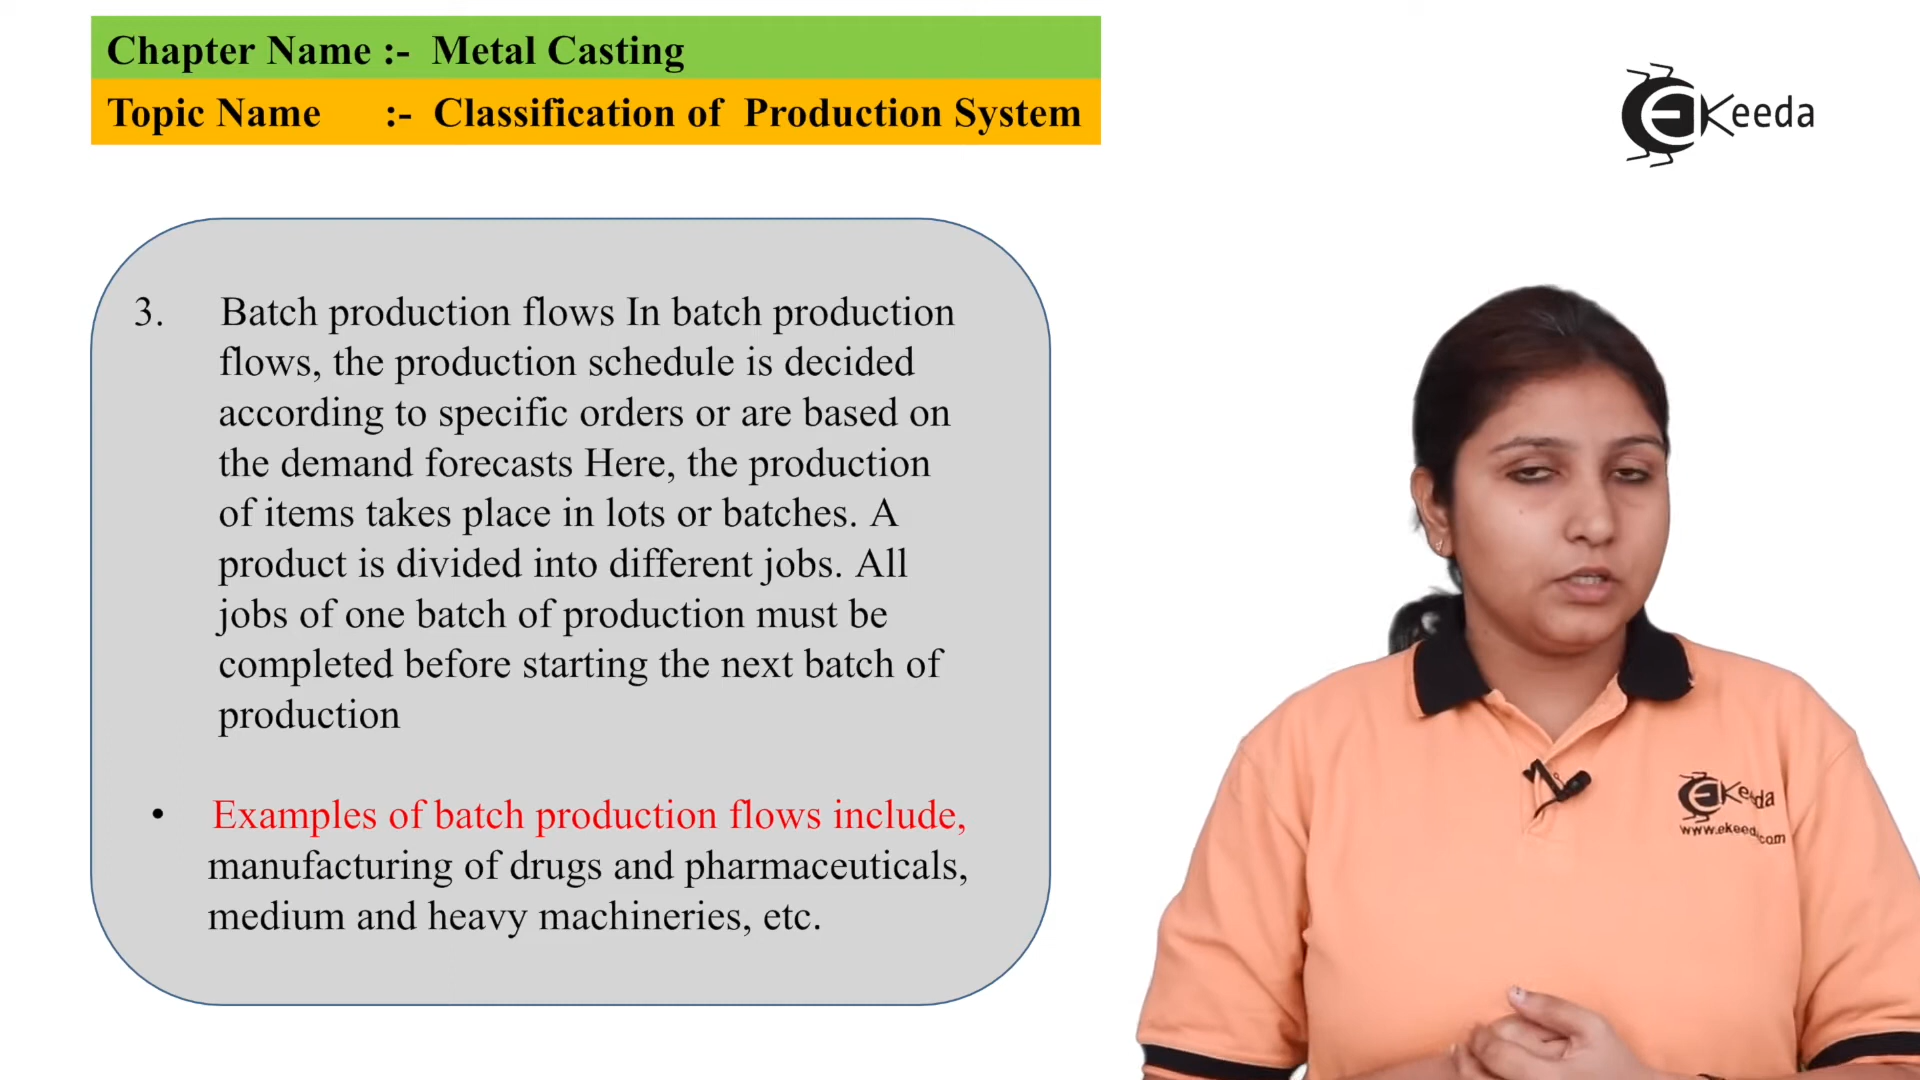 Chapter Name :- Metal Casting
Topic Name :- Classification of Production System
Keeda
3. Batch production flows In batch production
flows, the production schedule is decided
according to specific orders or are based on
the demand forecasts Here, the production
of items takes place in lots or batches. A
product is divided into different jobs. All
jobs of one batch of production must be
completed before starting the next batch of
production
• Examples of batch production flows include,
manufacturing of drugs and pharmaceuticals,
medium and heavy machineries, etc.
Keeda
www.ekeeda.com